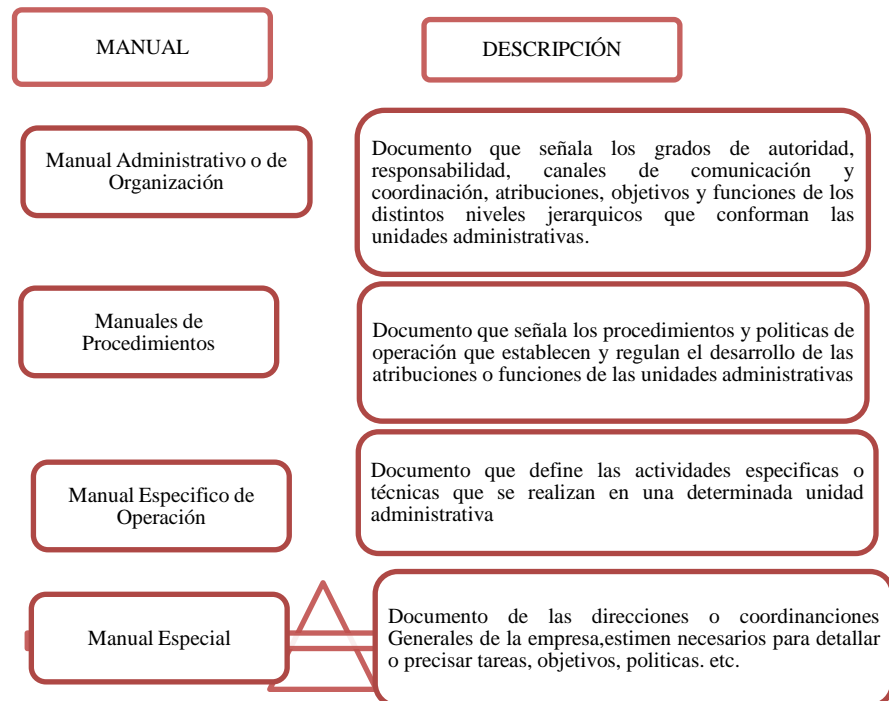 MANUAL
DESCRIPCIÓN
Manual Administrativo o de
Organización
Documento que señala los grados de autoridad,
responsabilidad, canales de comunicación y
coordinación, atribuciones, objetivos y funciones de los
distintos niveles jerarquicos que conforman las
unidades administrativas.
Manuales de
Procedimientos
Documento que señala los procedimientos y politicas de
operación que establecen y regulan el desarrollo de las
atribuciones o funciones de las unidades administrativas
Manual Especifico de
Operación
Documento que define las actividades especificas o
técnicas que se realizan en una determinada unidad
administrativa
Manual Especial
Documento de las direcciones o coordinanciones
Generales de la empresa,estimen necesarios para detallar
o precisar tareas, objetivos, politicas. etc.